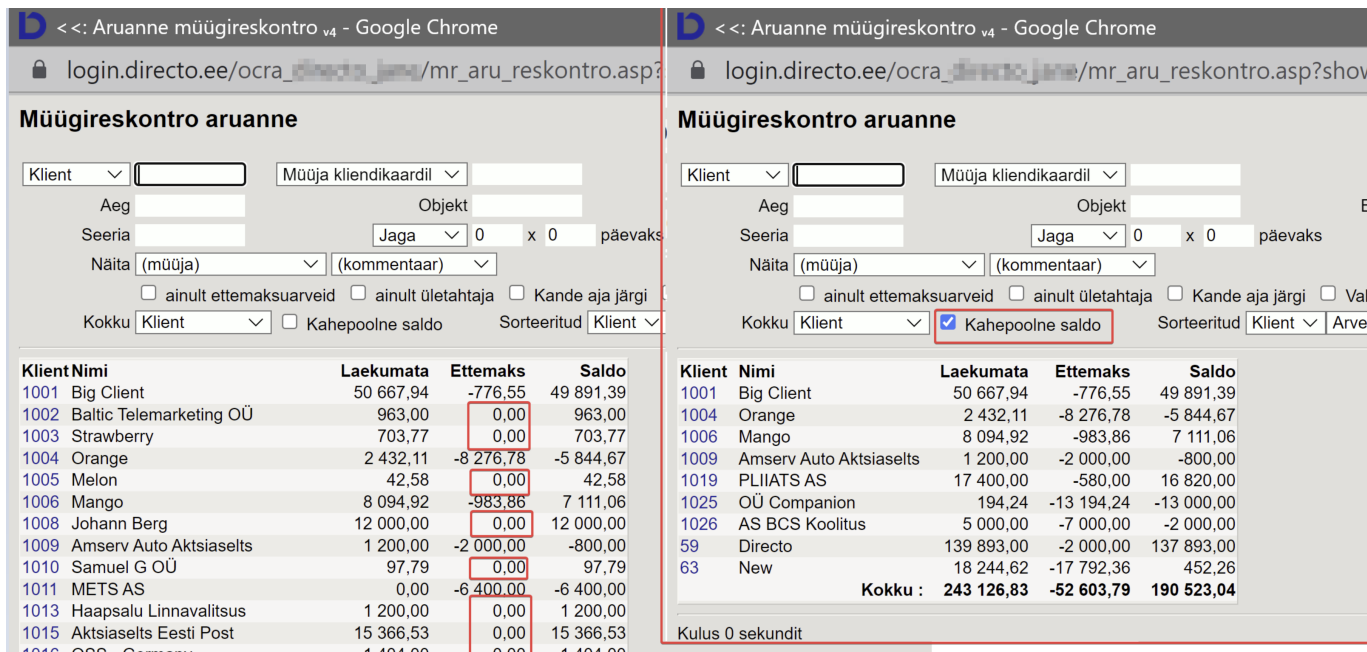 <<: Aruanne müügireskontro v4 - Google Chrome
login.directo.ee/ocra_ /mr_aru_reskontro.asp?
Müügireskontro aruanne
Klient Müüja kliendikaardil
Aeg Objekt
Seeria Jaga 0 x 0 päevaks
Näita (müüja) (kommentaar)
ainult ettemaksuarveid ainult ületahtaja Kande aja järgi
Kokku Klient Kahepoolne saldo Sorteeritud Klient
Klient Nimi Laekumata Ettemaks Saldo
1001 Big Client 50 667,94 -776,55 49 891,39
1002 Baltic Telemarketing OÜ 963,00 0,00 963,00
1003 Strawberry 703,77 0,00 703,77
1004 Orange 2 432,11 -8 276,78 -5 844,67
1005 Melon 42,58 0,00 42,58
1006 Mango 8 094,92 -983,86 7 111,06
1008 Johann Berg 12 000,00 0,00 12 000,00
1009 Amserv Auto Aktsiaselts 1 200,00 -2 000,00 -800,00
1010 Samuel G OÜ 97,79 0,00 97,79
1011 METS AS 0,00 -6 400,00 -6 400,00
1013 Haapsalu Linnavalitsus 1 200,00 0,00 1 200,00
1015 Aktsiaselts Eesti Post 15 366,53 0,00 15 366,53
<<: Aruanne müügireskontro v4 - Google Chrome
login.directo.ee/ocra_ /mr_aru_reskontro.asp?shov
Müügireskontro aruanne
Klient Müüja kliendikaardil
Aeg Objekt
Seeria Jaga 0 x 0 päevaks
Näita (müüja) (kommentaar)
ainult ettemaksuarveid ainult ületahtaja Kande aja järgi Val
Kokku Klient Kahepoolne saldo Sorteeritud Klient Arve
Klient Nimi Laekumata Ettemaks Saldo
1001 Big Client 50 667,94 -776,55 49 891,39
1004 Orange 2 432,11 -8 276,78 -5 844,67
1006 Mango 8 094,92 -983,86 7 111,06
1009 Amserv Auto Aktsiaselts 1 200,00 -2 000,00 -800,00
1019 PLIIATS AS 17 400,00 -580,00 16 820,00
1025 OÜ Companion 194,24 -13 194,24 -13 000,00
1026 AS BCS Koolitus 5 000,00 -7 000,00 -2 000,00
59 Directo 139 893,00 -2 000,00 137 893,00
63 New 18 244,62 -17 792,36 452,26
Kokku : 243 126,83 -52 603,79 190 523,04
Kulus 0 sekundit